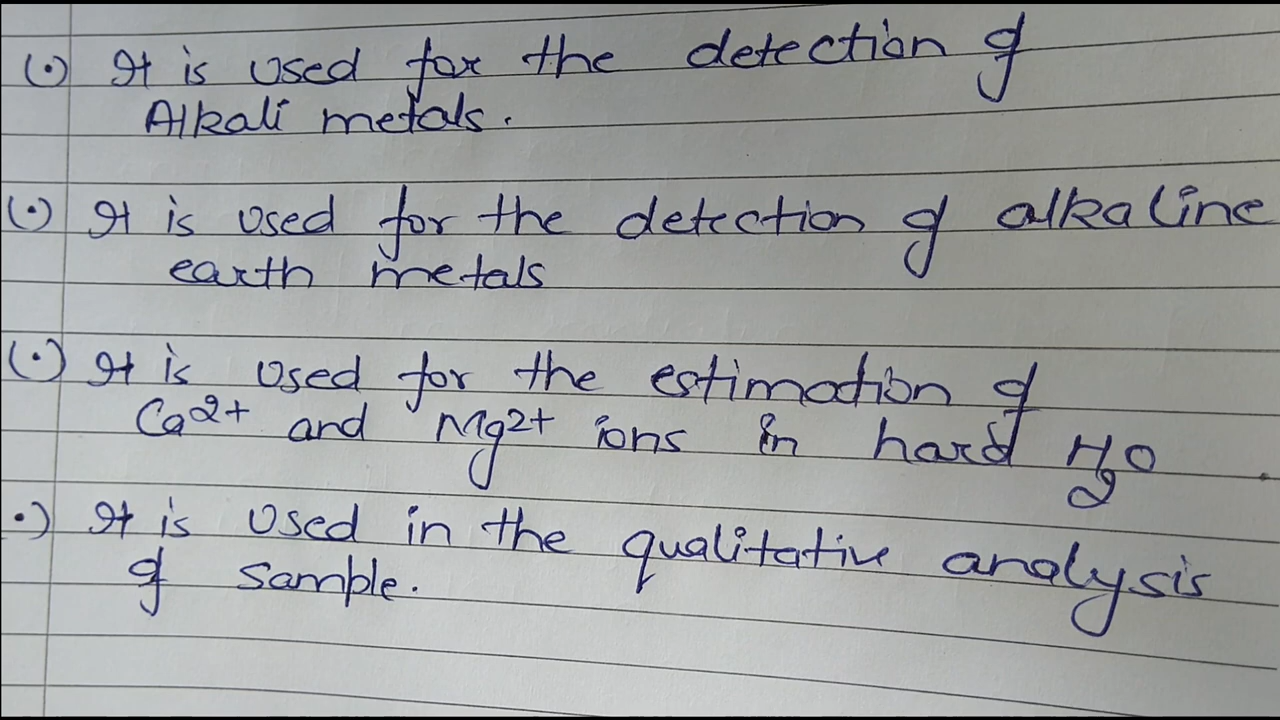 (•) It is used for the detection of
Alkali metals.
(•) It is used for the detection of alkaline
earth metals
(•) It is used for the estimation of
Ca2+ and Mg2+ ions in hard H2O
•) It is used in the qualitative analysis
of sample.